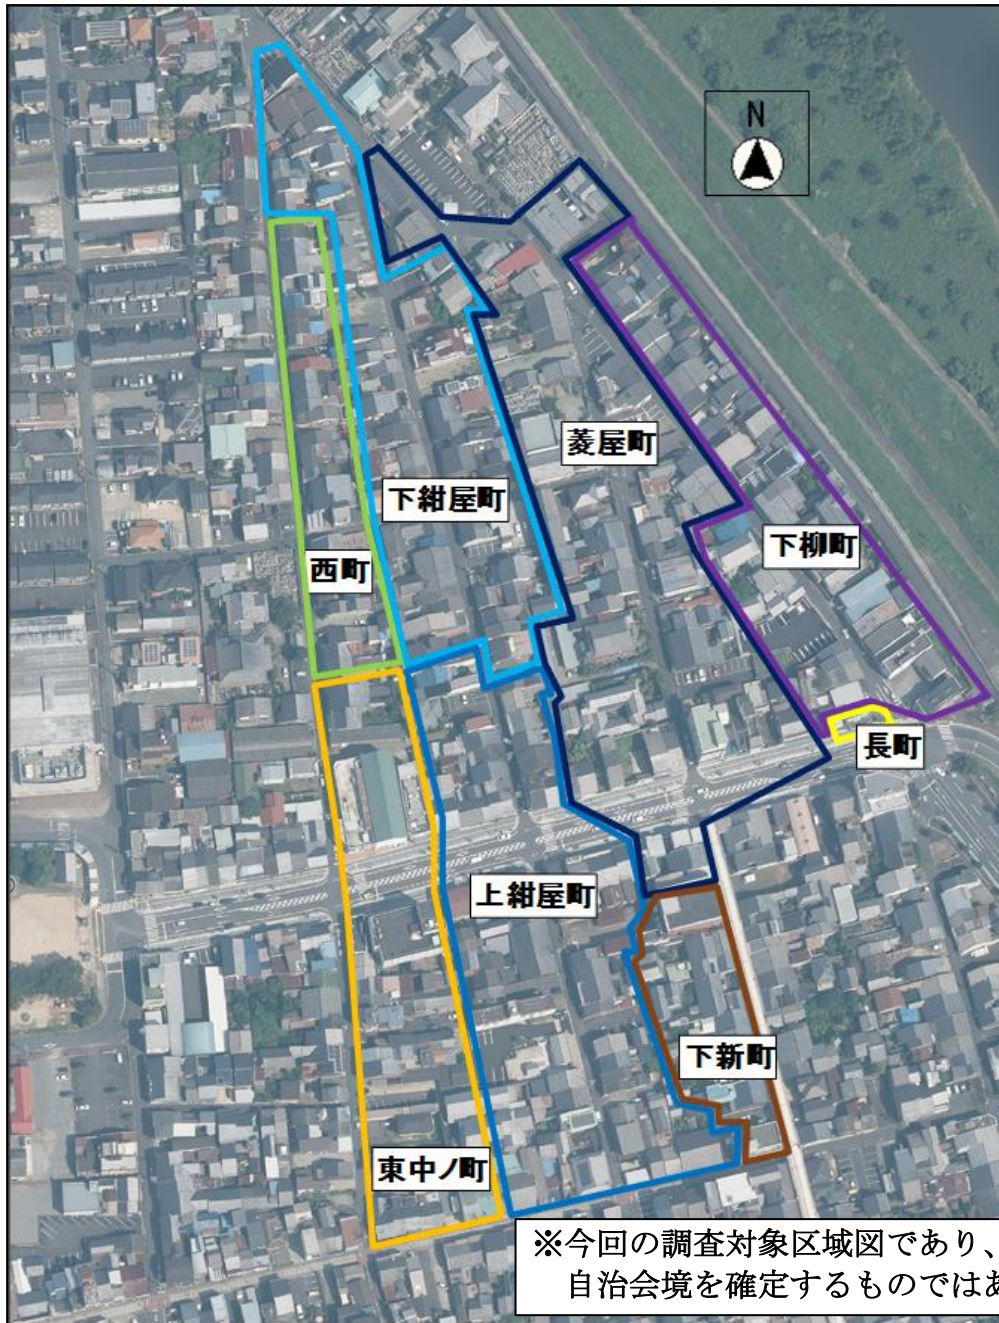 N
菱屋町
下紺屋町
下柳町
西町
長町
上紺屋町
下新町
東中ノ町
※今回の調査対象区域図であり、
自治会境を確定するものではあ